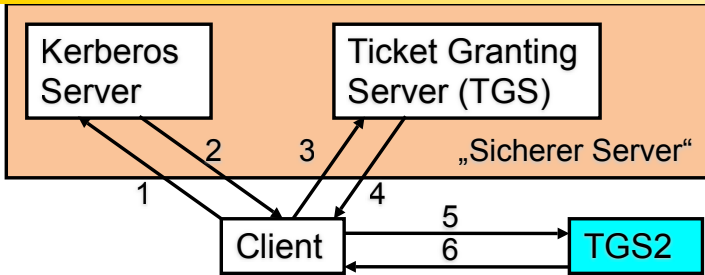 Kerberos
Server
Ticket Granting
Server (TGS)
„Sicherer Server“
1
2
3
4
5
6
Client
TGS2